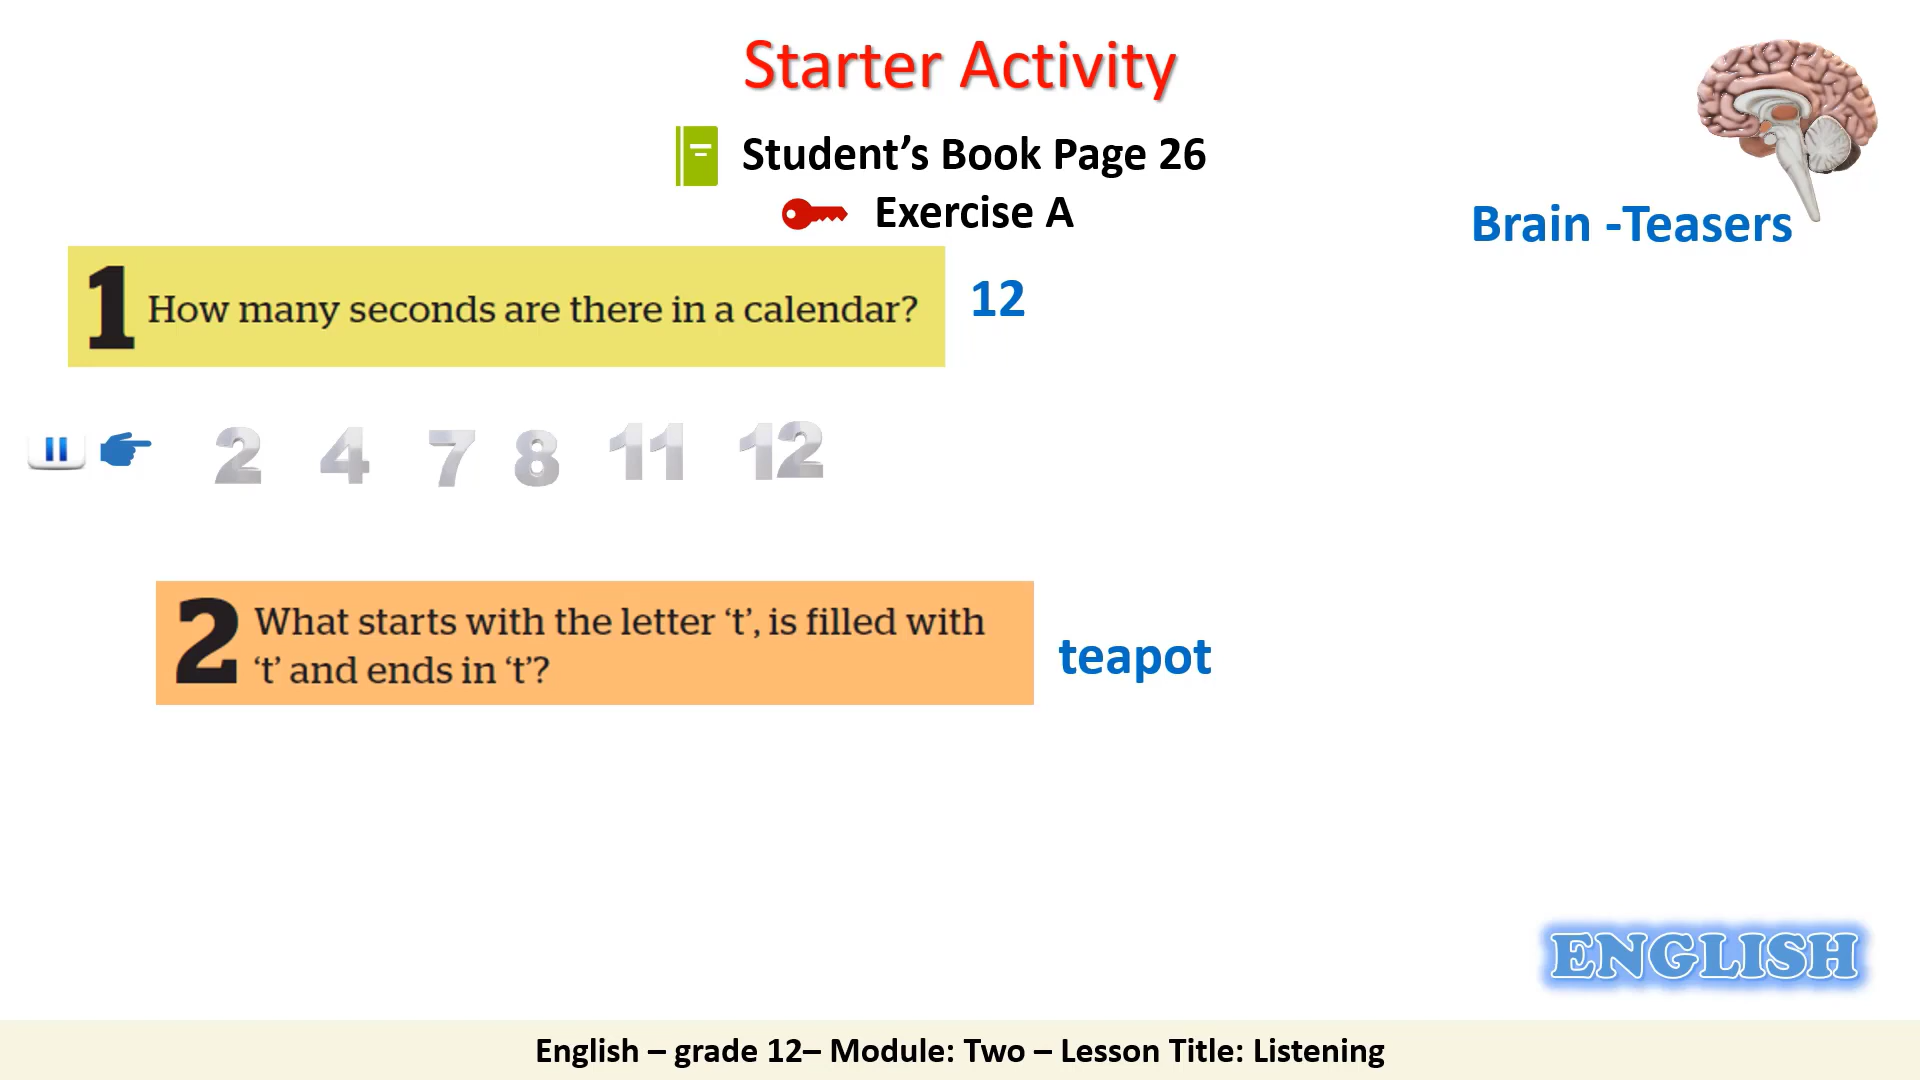 Starter Activity
Student’s Book Page 26
Exercise A
Brain -Teasers
1 How many seconds are there in a calendar?
12
2 4 7 8 11 12
2 What starts with the letter ‘t’, is filled with
‘t’ and ends in ‘t’?
teapot
ENGLISH
English – grade 12– Module: Two – Lesson Title: Listening